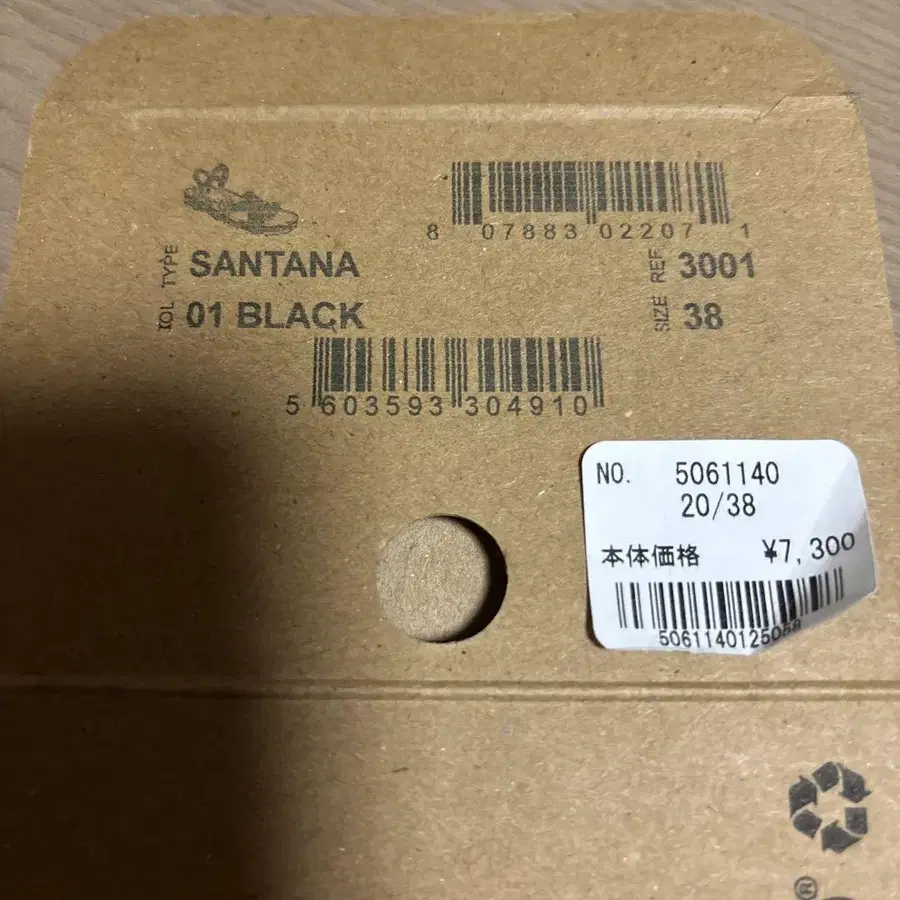 8 07883 02207 1
TYPE SANTANA REF. 3001
COL 01 BLACK SIZE 38
5 603593 304910
NO. 5061140
20/38
本体価格 ¥7,300
5061140125058
®